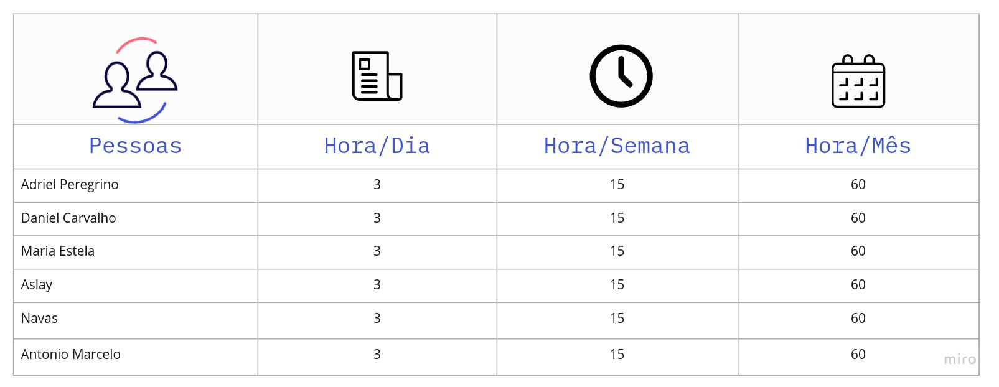 Pessoas Hora/Dia Hora/Semana Hora/Mês
Adriel Peregrino 3 15 60
Daniel Carvalho 3 15 60
Maria Estela 3 15 60
Aslay 3 15 60
Navas 3 15 60
Antonio Marcelo 3 15 60
miro